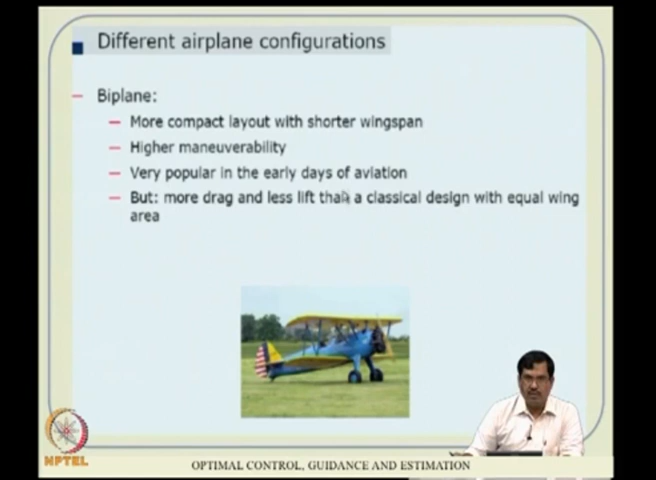 Different airplane configurations
Biplane:
More compact layout with shorter wingspan
Higher maneuverability
Very popular in the early days of aviation
But: more drag and less lift than a classical design with equal wing
area
NPTEL
OPTIMAL CONTROL, GUIDANCE AND ESTIMATION